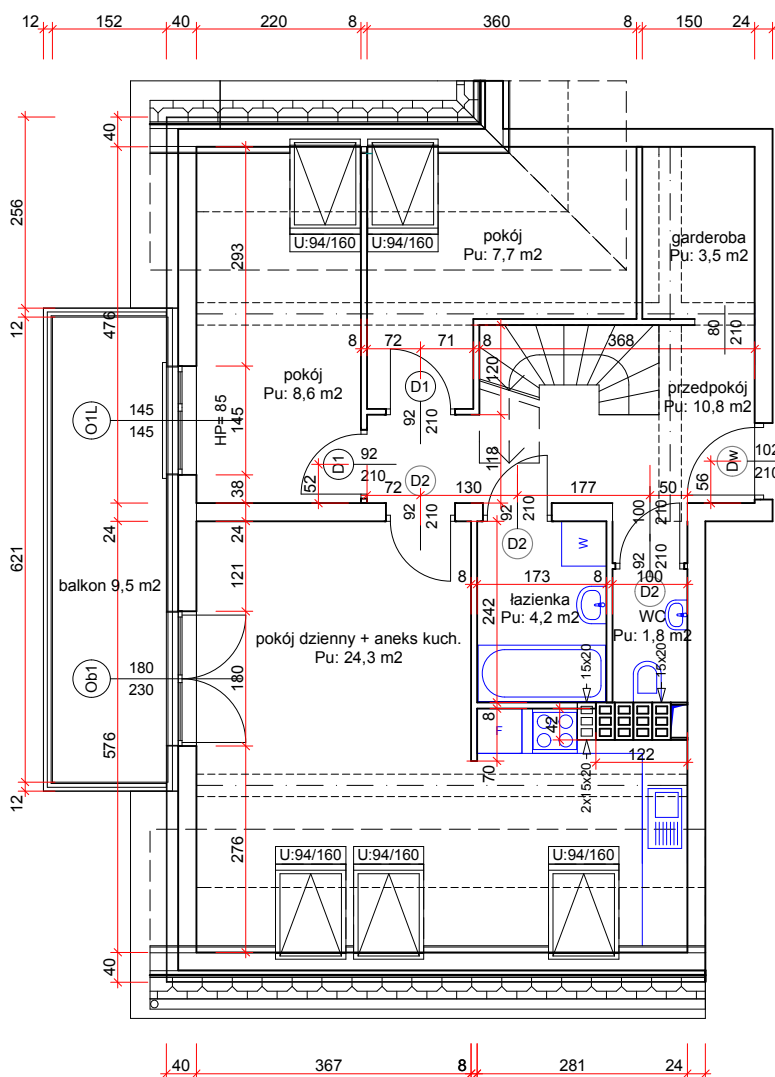 12 152 40 220 8 360 8 150 24
40
256
293
U:94/160 U:94/160
pokój
Pu: 7,7 m2
garderoba
Pu: 3,5 m2
12
476
80
210
8 72 71 8 368
120
pokój
Pu: 8,6 m2
przedpokój
Pu: 10,8 m2
D1
92
210
O1L
145
145
HP= 85
145
D1
92
210
118
Dw
102
210
56
52
38
D2
72 130 177 50
92
210
92
210
100
210
24
24
D2
W
92
210
621
121
balkon 9,5 m2
8 173 8 100
D2
łazienka
Pu: 4,2 m2
WC
Pu: 1,8 m2
242
pokój dzienny + aneks kuch.
Pu: 24,3 m2
15x20
15x20
Ob1
180
230
180
8
F
42
576
122
70
2x15x20
12
276
U:94/160 U:94/160 U:94/160
40
40 367 8 281 24